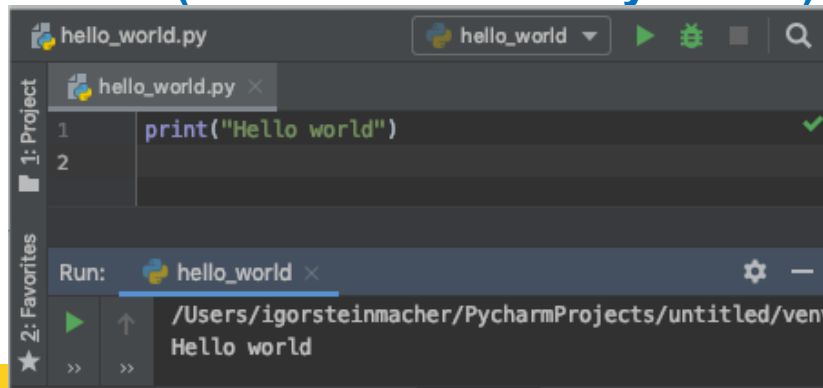 hello_world.py
hello_world
hello_world.py
1: Project
1 print("Hello world")
2
2: Favorites
Run: hello_world
/Users/igorsteinmacher/PycharmProjects/untitled/ven
Hello world